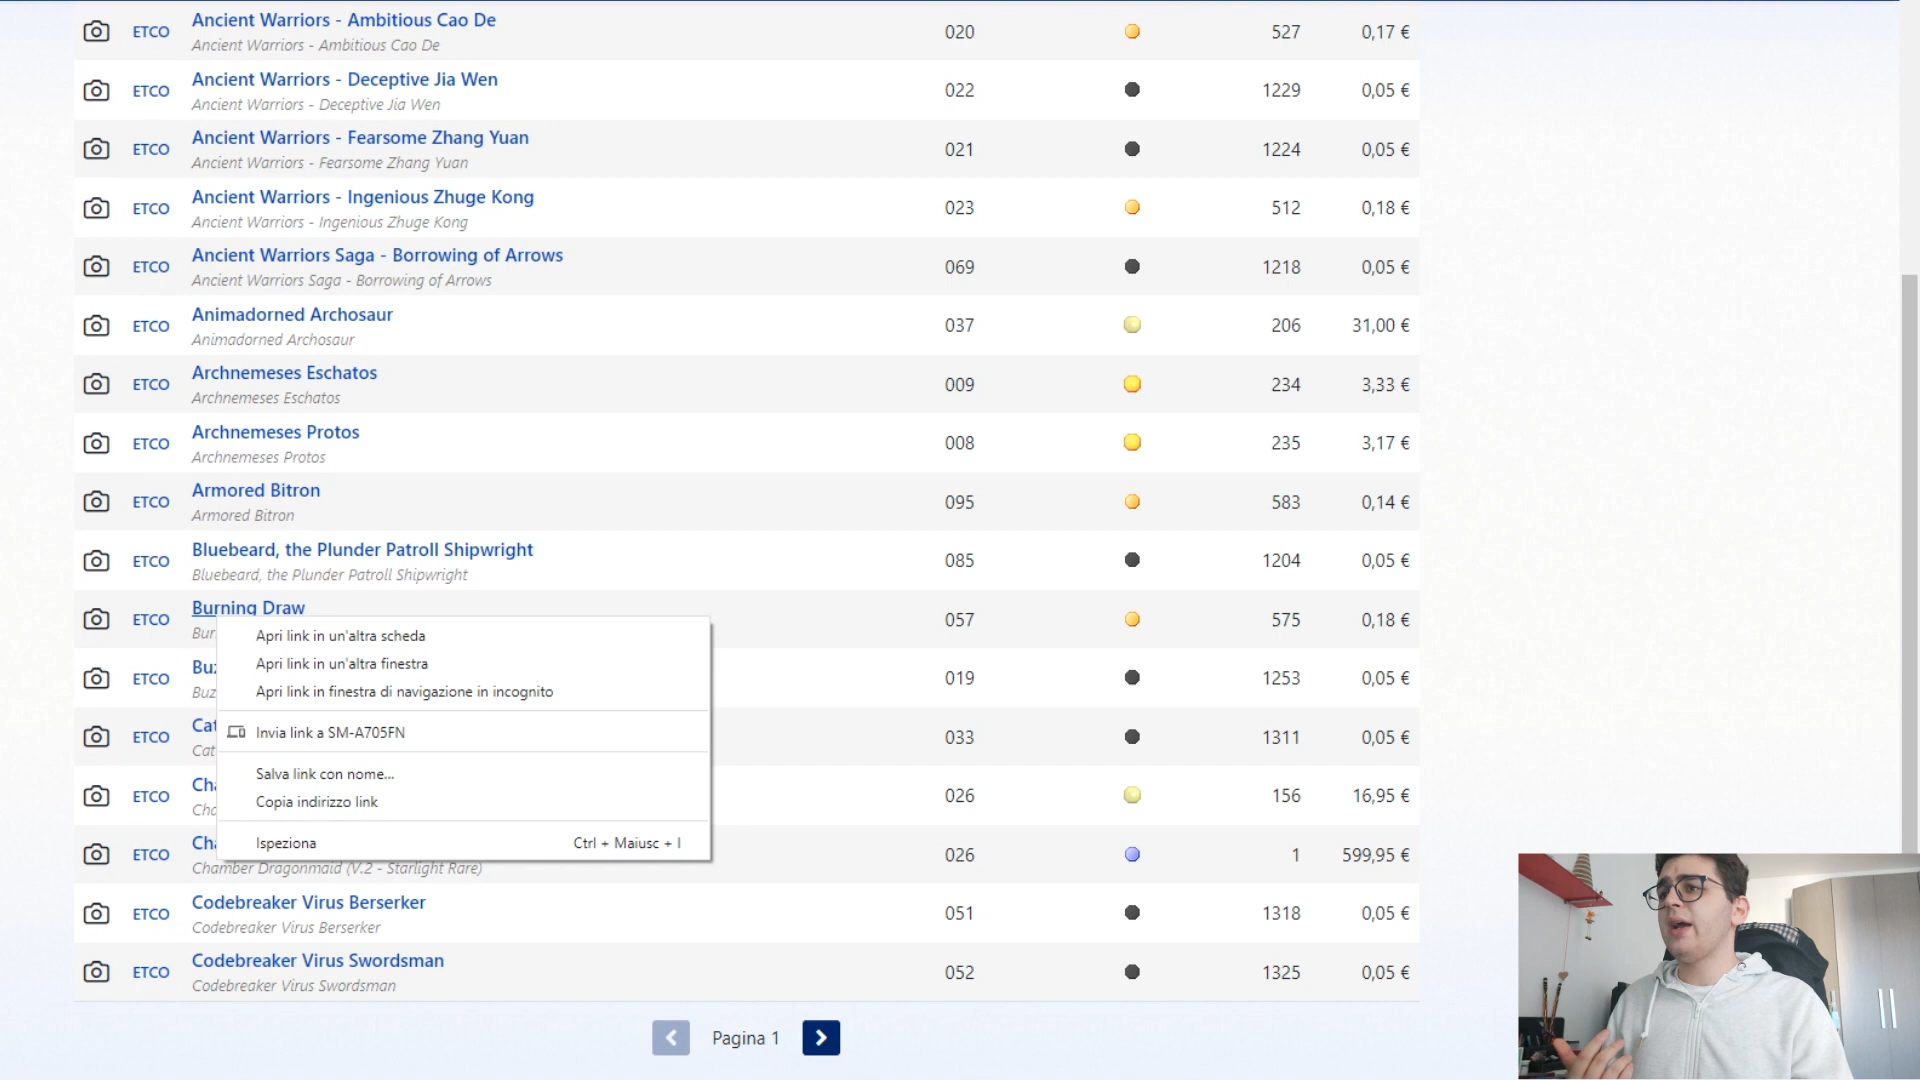 ETCO Ancient Warriors - Ambitious Cao De 020 527 0,17 €
Ancient Warriors - Ambitious Cao De
ETCO Ancient Warriors - Deceptive Jia Wen 022 1229 0,05 €
Ancient Warriors - Deceptive Jia Wen
ETCO Ancient Warriors - Fearsome Zhang Yuan 021 1224 0,05 €
Ancient Warriors - Fearsome Zhang Yuan
ETCO Ancient Warriors - Ingenious Zhuge Kong 023 512 0,18 €
Ancient Warriors - Ingenious Zhuge Kong
ETCO Ancient Warriors Saga - Borrowing of Arrows 069 1218 0,05 €
Ancient Warriors Saga - Borrowing of Arrows
ETCO Animadorned Archosaur 037 206 31,00 €
Animadorned Archosaur
ETCO Archnemeses Eschatos 009 234 3,33 €
Archnemeses Eschatos
ETCO Archnemeses Protos 008 235 3,17 €
Archnemeses Protos
ETCO Armored Bitron 095 583 0,14 €
Armored Bitron
ETCO Bluebeard, the Plunder Patroll Shipwright 085 1204 0,05 €
Bluebeard, the Plunder Patroll Shipwright
ETCO Burning Draw 057 575 0,18 €
Bur
Apri link in un'altra scheda
Apri link in un'altra finestra
ETCO Buz 019 1253 0,05 €
Buz
Apri link in finestra di navigazione in incognito
ETCO Cat 033 1311 0,05 €
Cat
Invia link a SM-A705FN
Salva link con nome...
ETCO Cha 026 156 16,95 €
Cha
Copia indirizzo link
Ispeziona Ctrl + Maiusc + I
ETCO Cha 026 1 599,95 €
Chamber Dragonmaid (V.2 - Starlight Rare)
ETCO Codebreaker Virus Berserker 051 1318 0,05 €
Codebreaker Virus Berserker
ETCO Codebreaker Virus Swordsman 052 1325 0,05 €
Codebreaker Virus Swordsman
Pagina 1